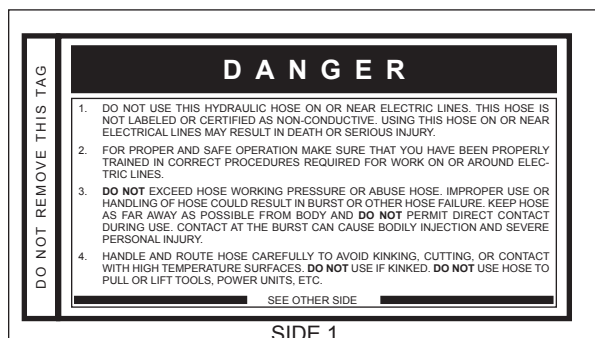 DO NOT REMOVE THIS TAG
D A N G E R
1. DO NOT USE THIS HYDRAULIC HOSE ON OR NEAR ELECTRIC LINES. THIS HOSE IS
NOT LABELED OR CERTIFIED AS NON-CONDUCTIVE. USING THIS HOSE ON OR NEAR
ELECTRICAL LINES MAY RESULT IN DEATH OR SERIOUS INJURY.
2. FOR PROPER AND SAFE OPERATION MAKE SURE THAT YOU HAVE BEEN PROPERLY
TRAINED IN CORRECT PROCEDURES REQUIRED FOR WORK ON OR AROUND ELEC-
TRIC LINES.
3. DO NOT EXCEED HOSE WORKING PRESSURE OR ABUSE HOSE. IMPROPER USE OR
HANDLING OF HOSE COULD RESULT IN BURST OR OTHER HOSE FAILURE. KEEP HOSE
AS FAR AWAY AS POSSIBLE FROM BODY AND DO NOT PERMIT DIRECT CONTACT
DURING USE. CONTACT AT THE BURST CAN CAUSE BODILY INJECTION AND SEVERE
PERSONAL INJURY.
4. HANDLE AND ROUTE HOSE CAREFULLY TO AVOID KINKING, CUTTING, OR CONTACT
WITH HIGH TEMPERATURE SURFACES. DO NOT USE IF KINKED. DO NOT USE HOSE TO
PULL OR LIFT TOOLS, POWER UNITS, ETC.
SEE OTHER SIDE
SIDE 1